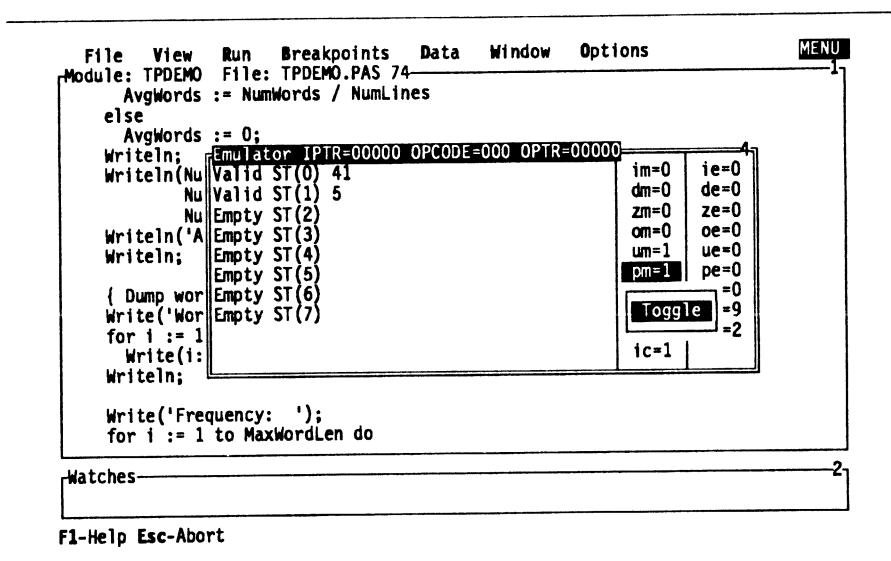 File View Run Breakpoints Data Window Options MENU
Module: TPDEMO File: TPDEMO.PAS 74 1
AvgWords := NumWords / NumLines
else
AvgWords := 0;
Writeln;
Writeln(Nu
Nu
Nu
Writeln('A
Writeln;
{ Dump wor
Write('Wor
for i := 1
Write(i:
Writeln;
Write('Frequency: ');
for i := 1 to MaxWordLen do
Emulator IPTR=00000 OPCODE=000 OPTR=00000 4
Valid ST(0) 41
Valid ST(1) 5
Empty ST(2)
Empty ST(3)
Empty ST(4)
Empty ST(5)
Empty ST(6)
Empty ST(7)
im=0 ie=0
dm=0 de=0
zm=0 ze=0
om=0 oe=0
um=1 ue=0
pm=1 pe=0
=0
Toggle =9
=2
ic=1
Watches 2
F1-Help Esc-Abort